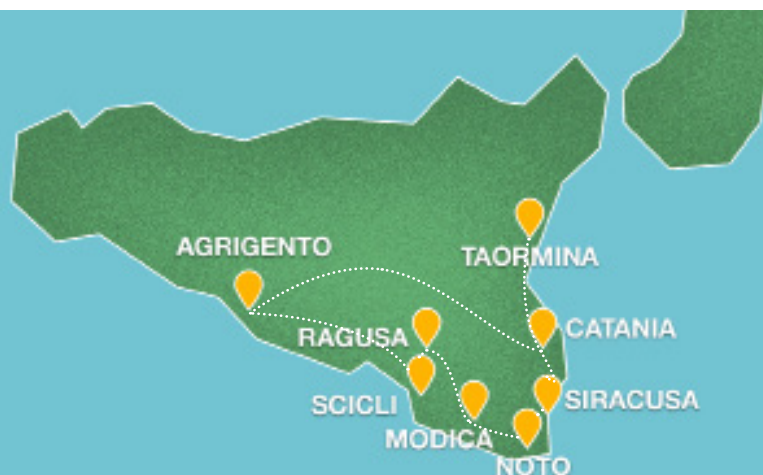 AGRIGENTO
TAORMINA
RAGUSA
CATANIA
SCICLI
SIRACUSA
MODICA
NOTO